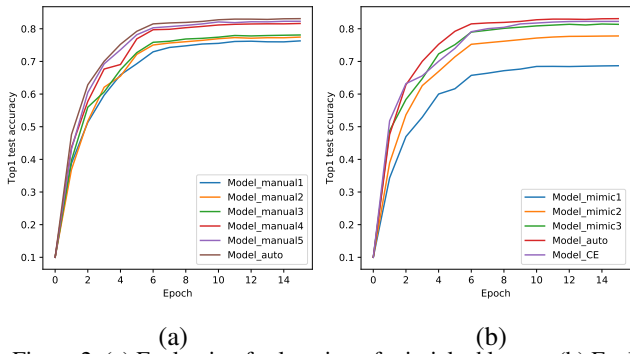 0.8
0.7
0.6
0.5
0.4
0.3
0.2
0.1
Top1 test accuracy
0 2 4 6 8 10 12 14
Epoch
Model_manual1
Model_manual2
Model_manual3
Model_manual4
Model_manual5
Model_auto
(a)
0.8
0.7
0.6
0.5
0.4
0.3
0.2
0.1
Top1 test accuracy
0 2 4 6 8 10 12 14
Epoch
Model_mimic1
Model_mimic2
Model_mimic3
Model_auto
Model_CE
(b)